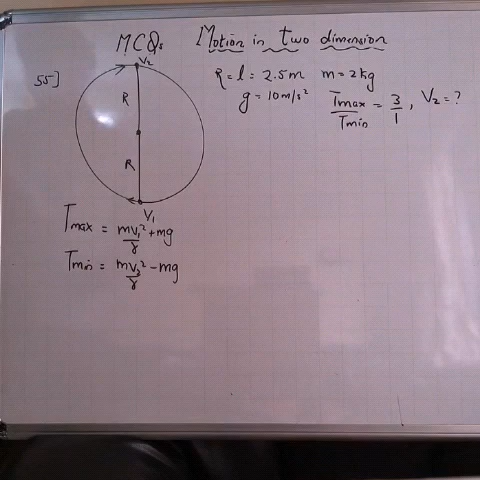 MCQs Motion in two dimension
55] V₂ R = l = 2.5m m = 2kg
g = 10m/s² Tmax/Tmin = 3/1, V₂ = ?
R
R
V₁
Tmax = mv₁²/r + mg
Tmin = mv₂²/r - mg